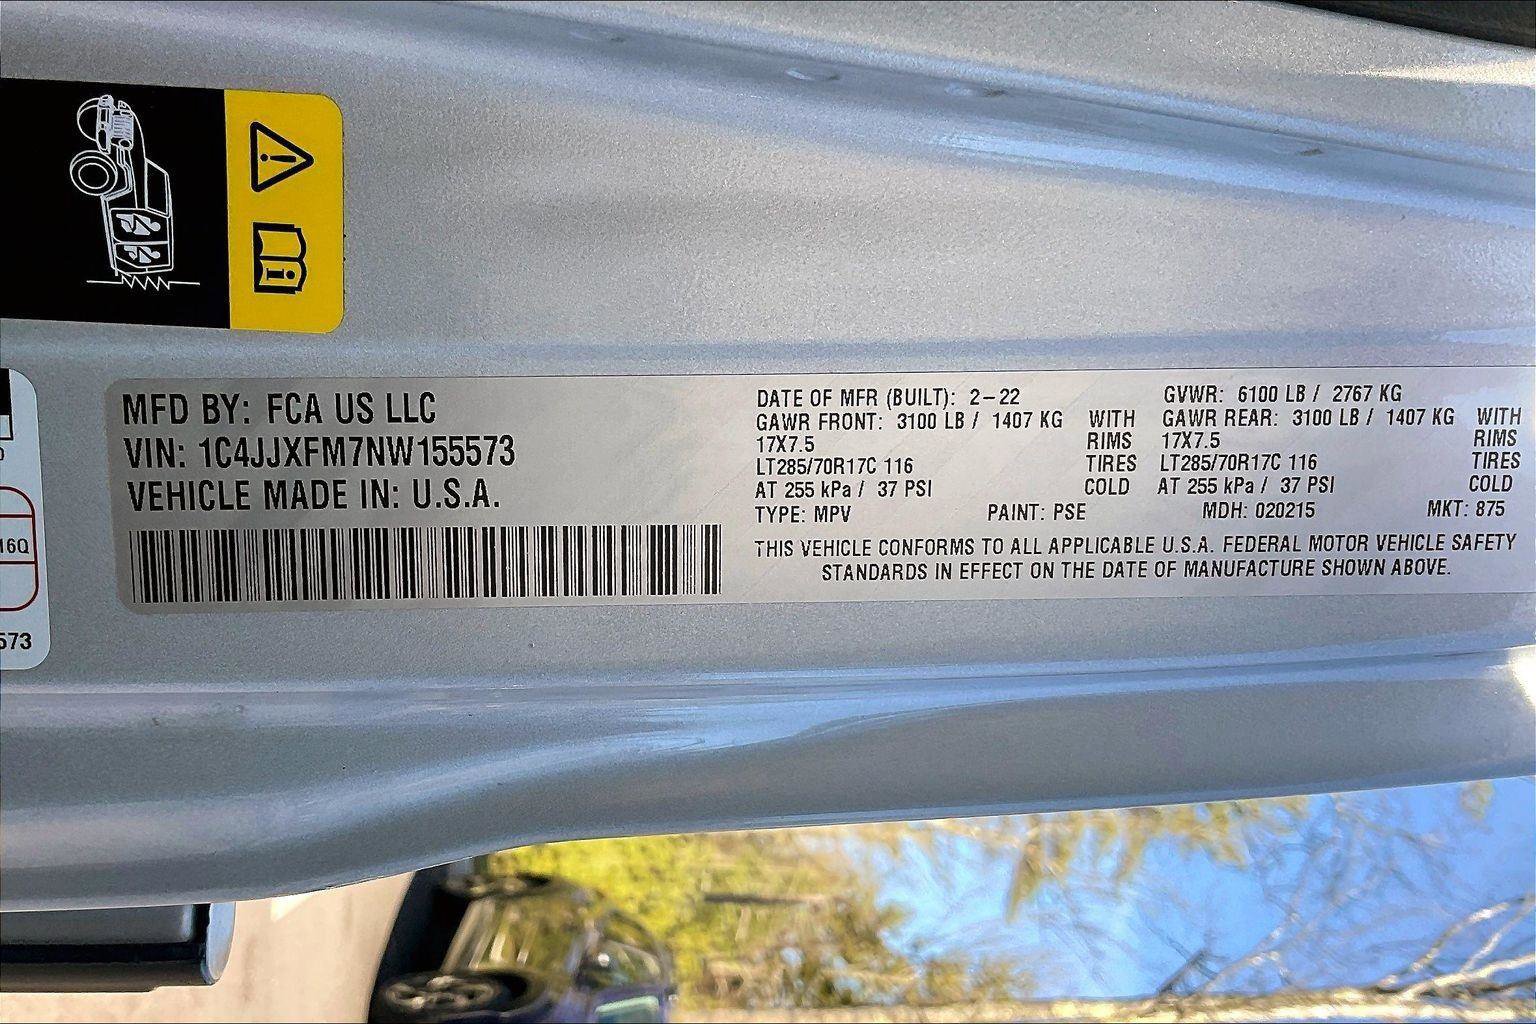 MFD BY: FCA US LLC
VIN: 1C4JJXFM7NW155573
VEHICLE MADE IN: U.S.A.
DATE OF MFR (BUILT): 2-22 GVWR: 6100 LB / 2767 KG
GAWR FRONT: 3100 LB / 1407 KG WITH GAWR REAR: 3100 LB / 1407 KG WITH
17X7.5 RIMS 17X7.5 RIMS
LT285/70R17C 116 TIRES LT285/70R17C 116 TIRES
AT 255 kPa / 37 PSI COLD AT 255 kPa / 37 PSI COLD
TYPE: MPV PAINT: PSE MDH: 020215 MKT: 875
THIS VEHICLE CONFORMS TO ALL APPLICABLE U.S.A. FEDERAL MOTOR VEHICLE SAFETY
STANDARDS IN EFFECT ON THE DATE OF MANUFACTURE SHOWN ABOVE.
16Q
573